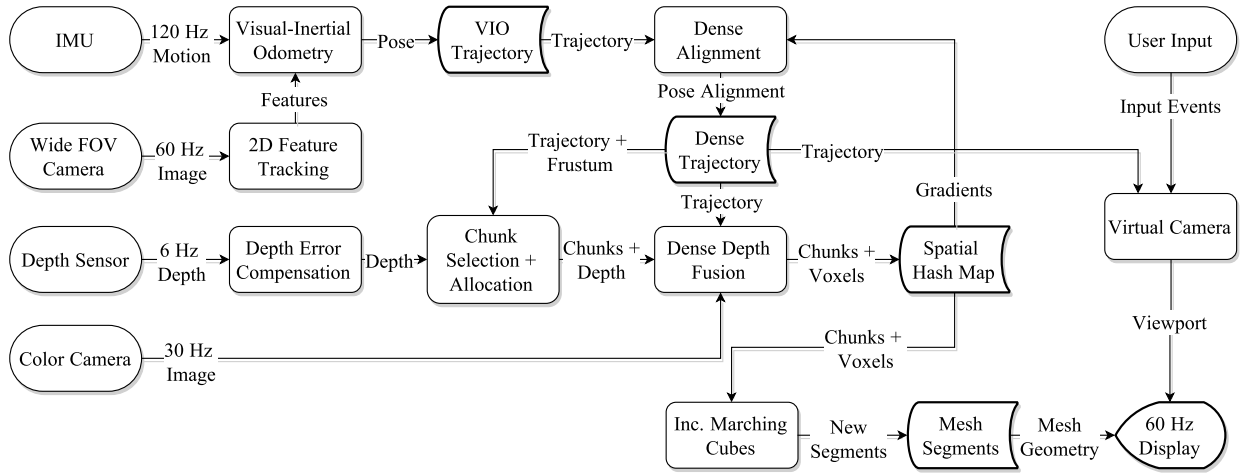 IMU
120 Hz
Motion
Visual-Inertial
Odometry
Pose
VIO
Trajectory
Trajectory
Dense
Alignment
User Input
Features
Pose Alignment
Input Events
Wide FOV
Camera
60 Hz
Image
2D Feature
Tracking
Trajectory +
Frustum
Dense
Trajectory
Trajectory
Gradients
Trajectory
Virtual Camera
Depth Sensor
6 Hz
Depth
Depth Error
Compensation
Depth
Chunk
Selection +
Allocation
Chunks +
Depth
Dense Depth
Fusion
Chunks +
Voxels
Spatial
Hash Map
Viewport
Color Camera
30 Hz
Image
Chunks +
Voxels
Inc. Marching
Cubes
New
Segments
Mesh
Segments
Mesh
Geometry
60 Hz
Display